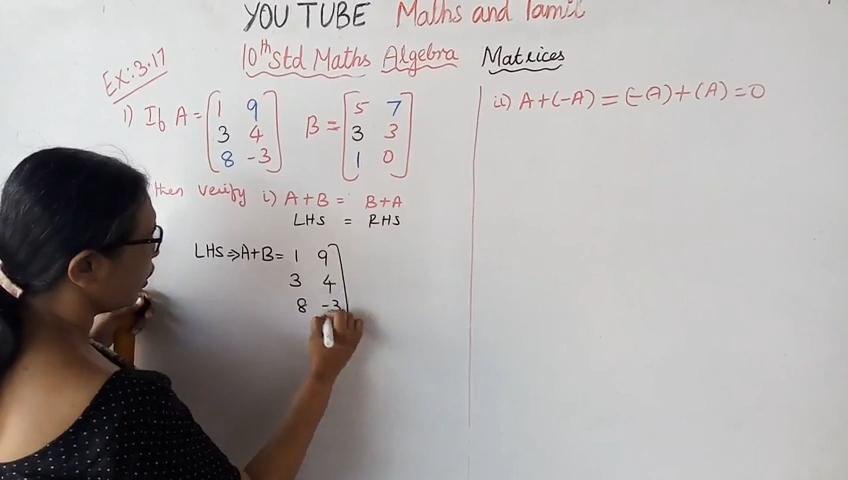 YOU TUBE Maths and Tamil
10th Std Maths Algebra Matrices
Ex: 3.17
1) If A = [1 9
3 4
8 -3] B = [5 7
3 3
1 0]
then verify i) A+B = B+A
LHS = RHS
LHS ⇒ A+B = 1 9
3 4
8 -3
ii) A+(-A) = (-A)+(A) = 0